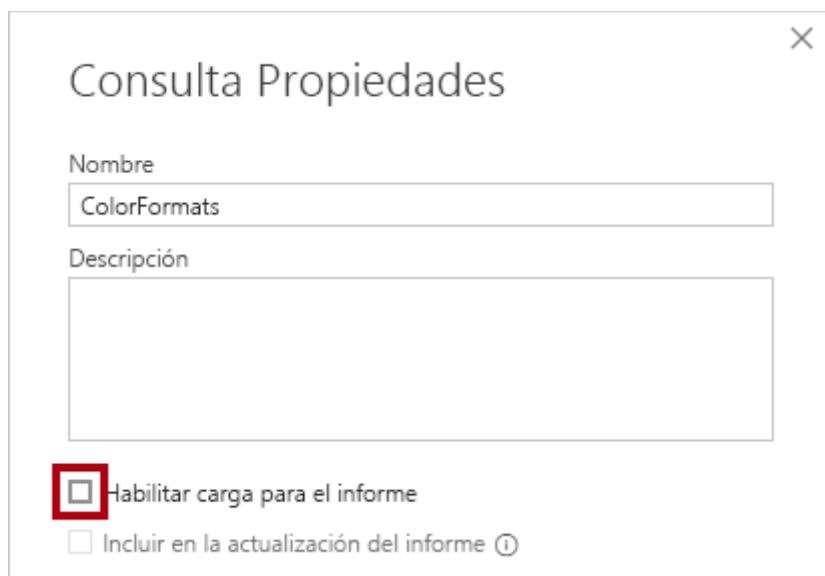 Consulta Propiedades
Nombre
ColorFormats
Descripción
Habilitar carga para el informe
Incluir en la actualización del informe